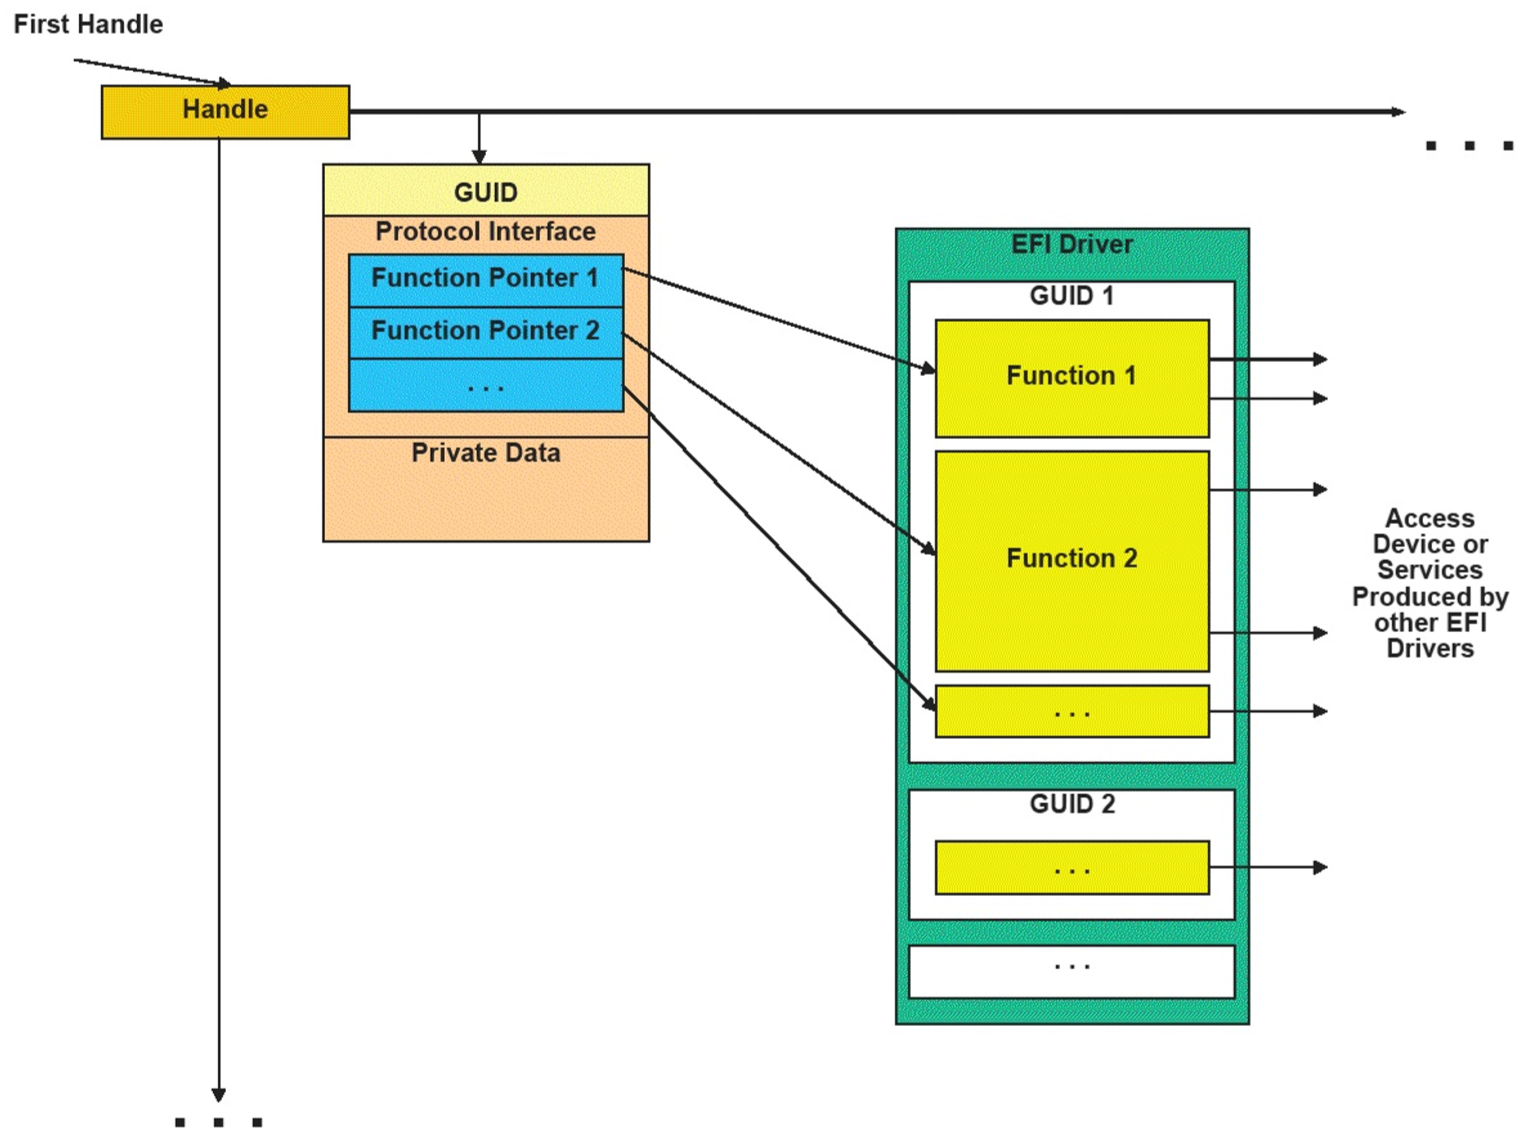 First Handle
Handle
. . .
GUID
Protocol Interface
Function Pointer 1
Function Pointer 2
. . .
Private Data
EFI Driver
GUID 1
Function 1
Function 2
. . .
GUID 2
. . .
. . .
Access
Device or
Services
Produced by
other EFI
Drivers
. . .